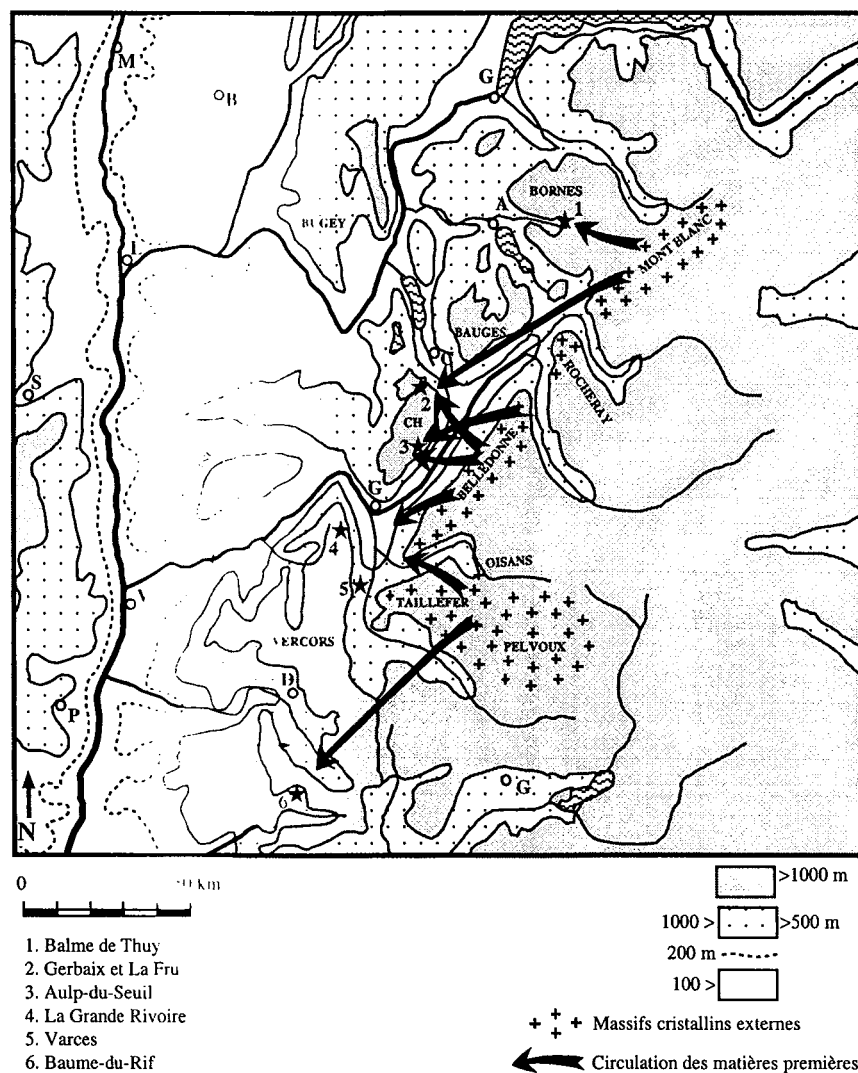 M
B
G
BORNES
1
A
BUGEY
MONT BLANC
L
BAUGES
C
S
2
ROCHERAY
CH
3
BELLEDONNE
G
4
OISANS
5
TAILLEFER
VERCORS
PELVOUX
D
P
G
6
N
0
km
>1000 m
1000 > >500 m
200 m
100 >
1. Balme de Thuy
2. Gerbaix et La Fru
3. Aulp-du-Seuil
4. La Grande Rivoire
5. Varces
6. Baume-du-Rif
Massifs cristallins externes
Circulation des matières premières